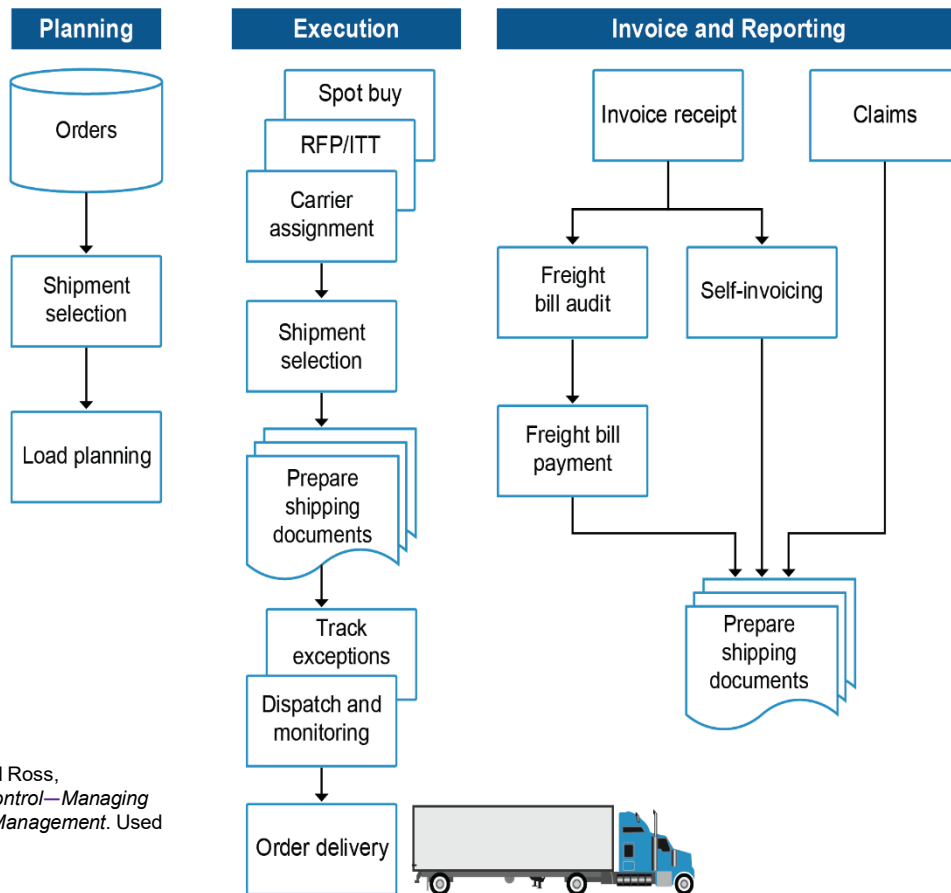 Planning
Orders
Shipment
selection
Load planning
Execution
Spot buy
RFP/ITT
Carrier
assignment
Shipment
selection
Prepare
shipping
documents
Track
exceptions
Dispatch and
monitoring
Order delivery
Invoice and Reporting
Invoice receipt
Claims
Freight
bill audit
Self-invoicing
Freight bill
payment
Prepare
shipping
documents
Ross,
ontrol—Managing
Management. Used